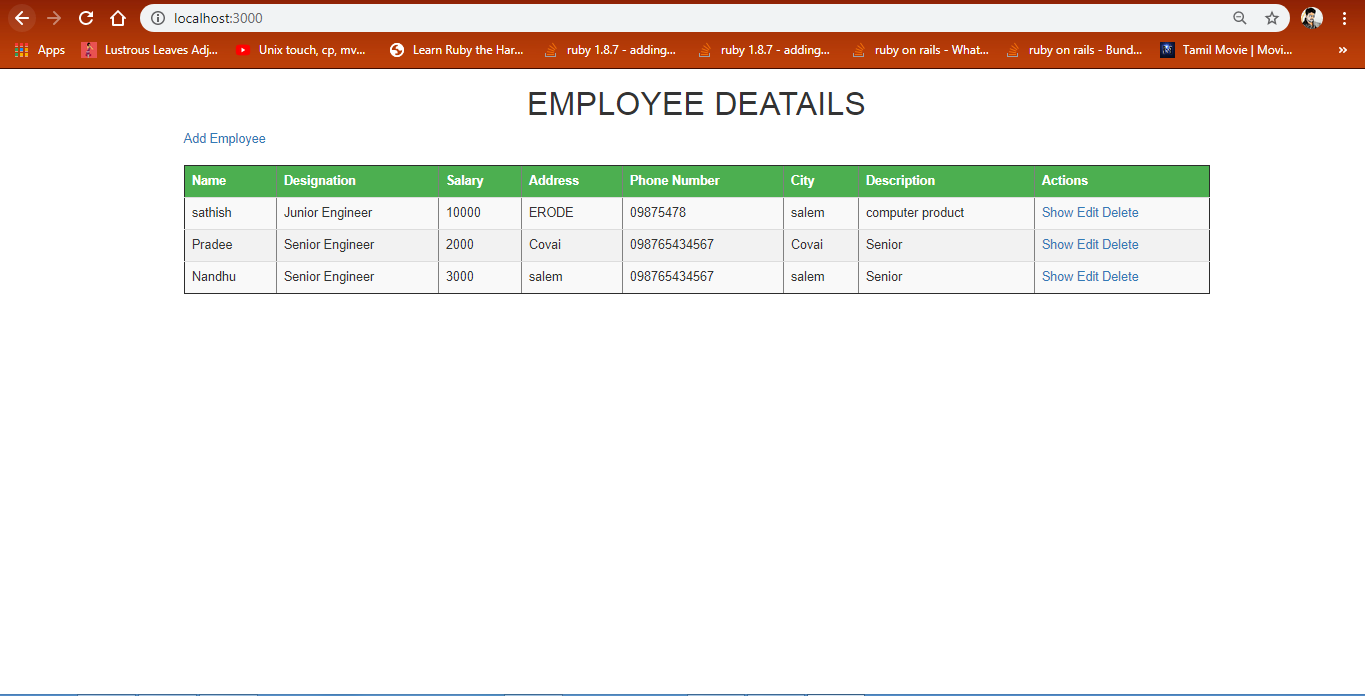 localhost:3000
Apps Lustrous Leaves Adj... Unix touch, cp, mv... Learn Ruby the Har... ruby 1.8.7 - adding... ruby 1.8.7 - adding... ruby on rails - What... ruby on rails - Bund... Tamil Movie | Movi... »
EMPLOYEE DEATAILS
Add Employee
Name Designation Salary Address Phone Number City Description Actions
sathish Junior Engineer 10000 ERODE 09875478 salem computer product Show Edit Delete
Pradee Senior Engineer 2000 Covai 098765434567 Covai Senior Show Edit Delete
Nandhu Senior Engineer 3000 salem 098765434567 salem Senior Show Edit Delete